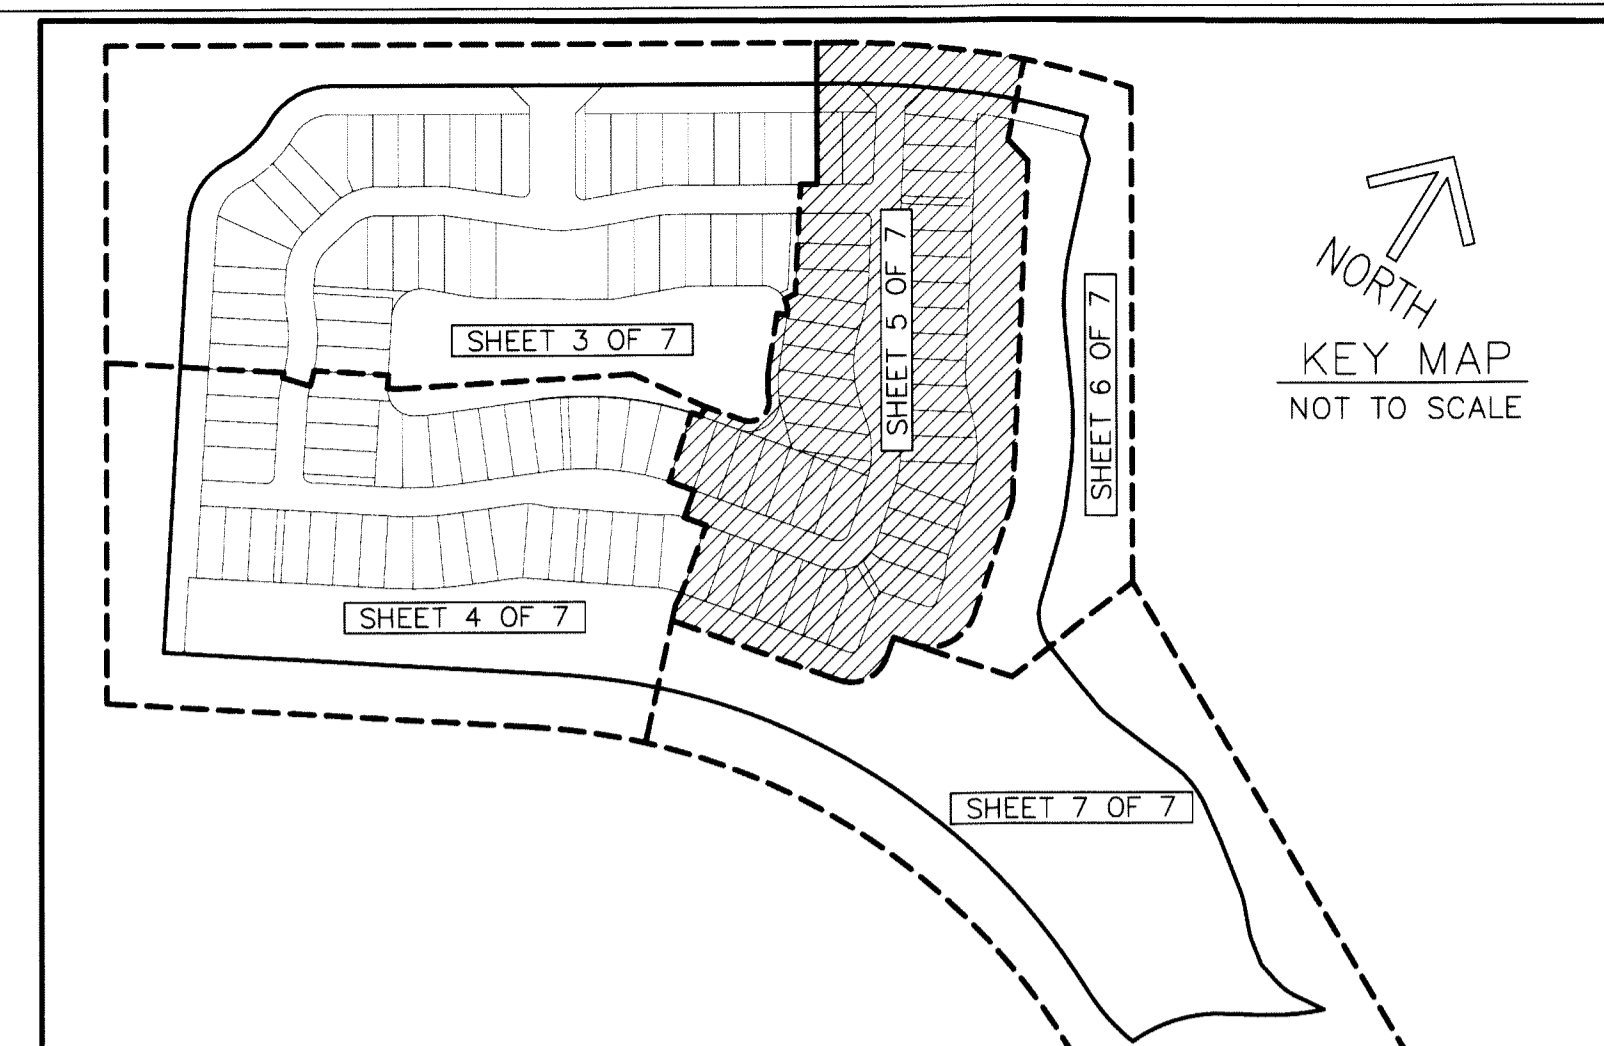 SHEET 3 OF 7
SHEET 5 OF 7
SHEET 6 OF 7
NORTH
KEY MAP
NOT TO SCALE
SHEET 4 OF 7
SHEET 7 OF 7